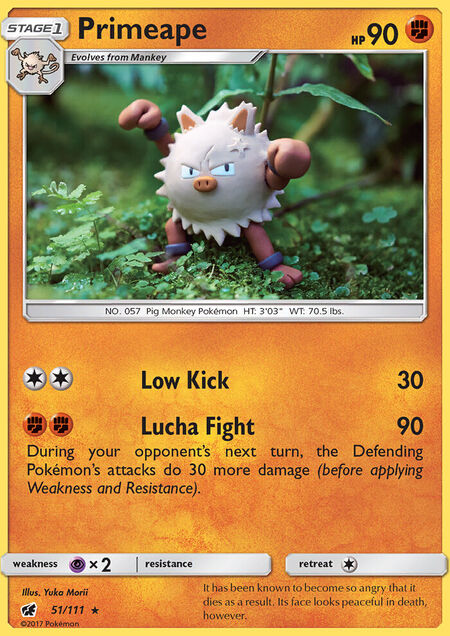 STAGE 1
Primeape
HP 90
Evolves from Mankey
NO. 057 Pig Monkey Pokémon HT: 3'03" WT: 70.5 lbs.
Low Kick 30
Lucha Fight 90
During your opponent's next turn, the Defending
Pokémon's attacks do 30 more damage (before applying
Weakness and Resistance).
weakness ×2 resistance retreat
Illus. Yuka Morii
51/111
©2017 Pokémon
It has been known to become so angry that it
dies as a result. Its face looks peaceful in death,
however.